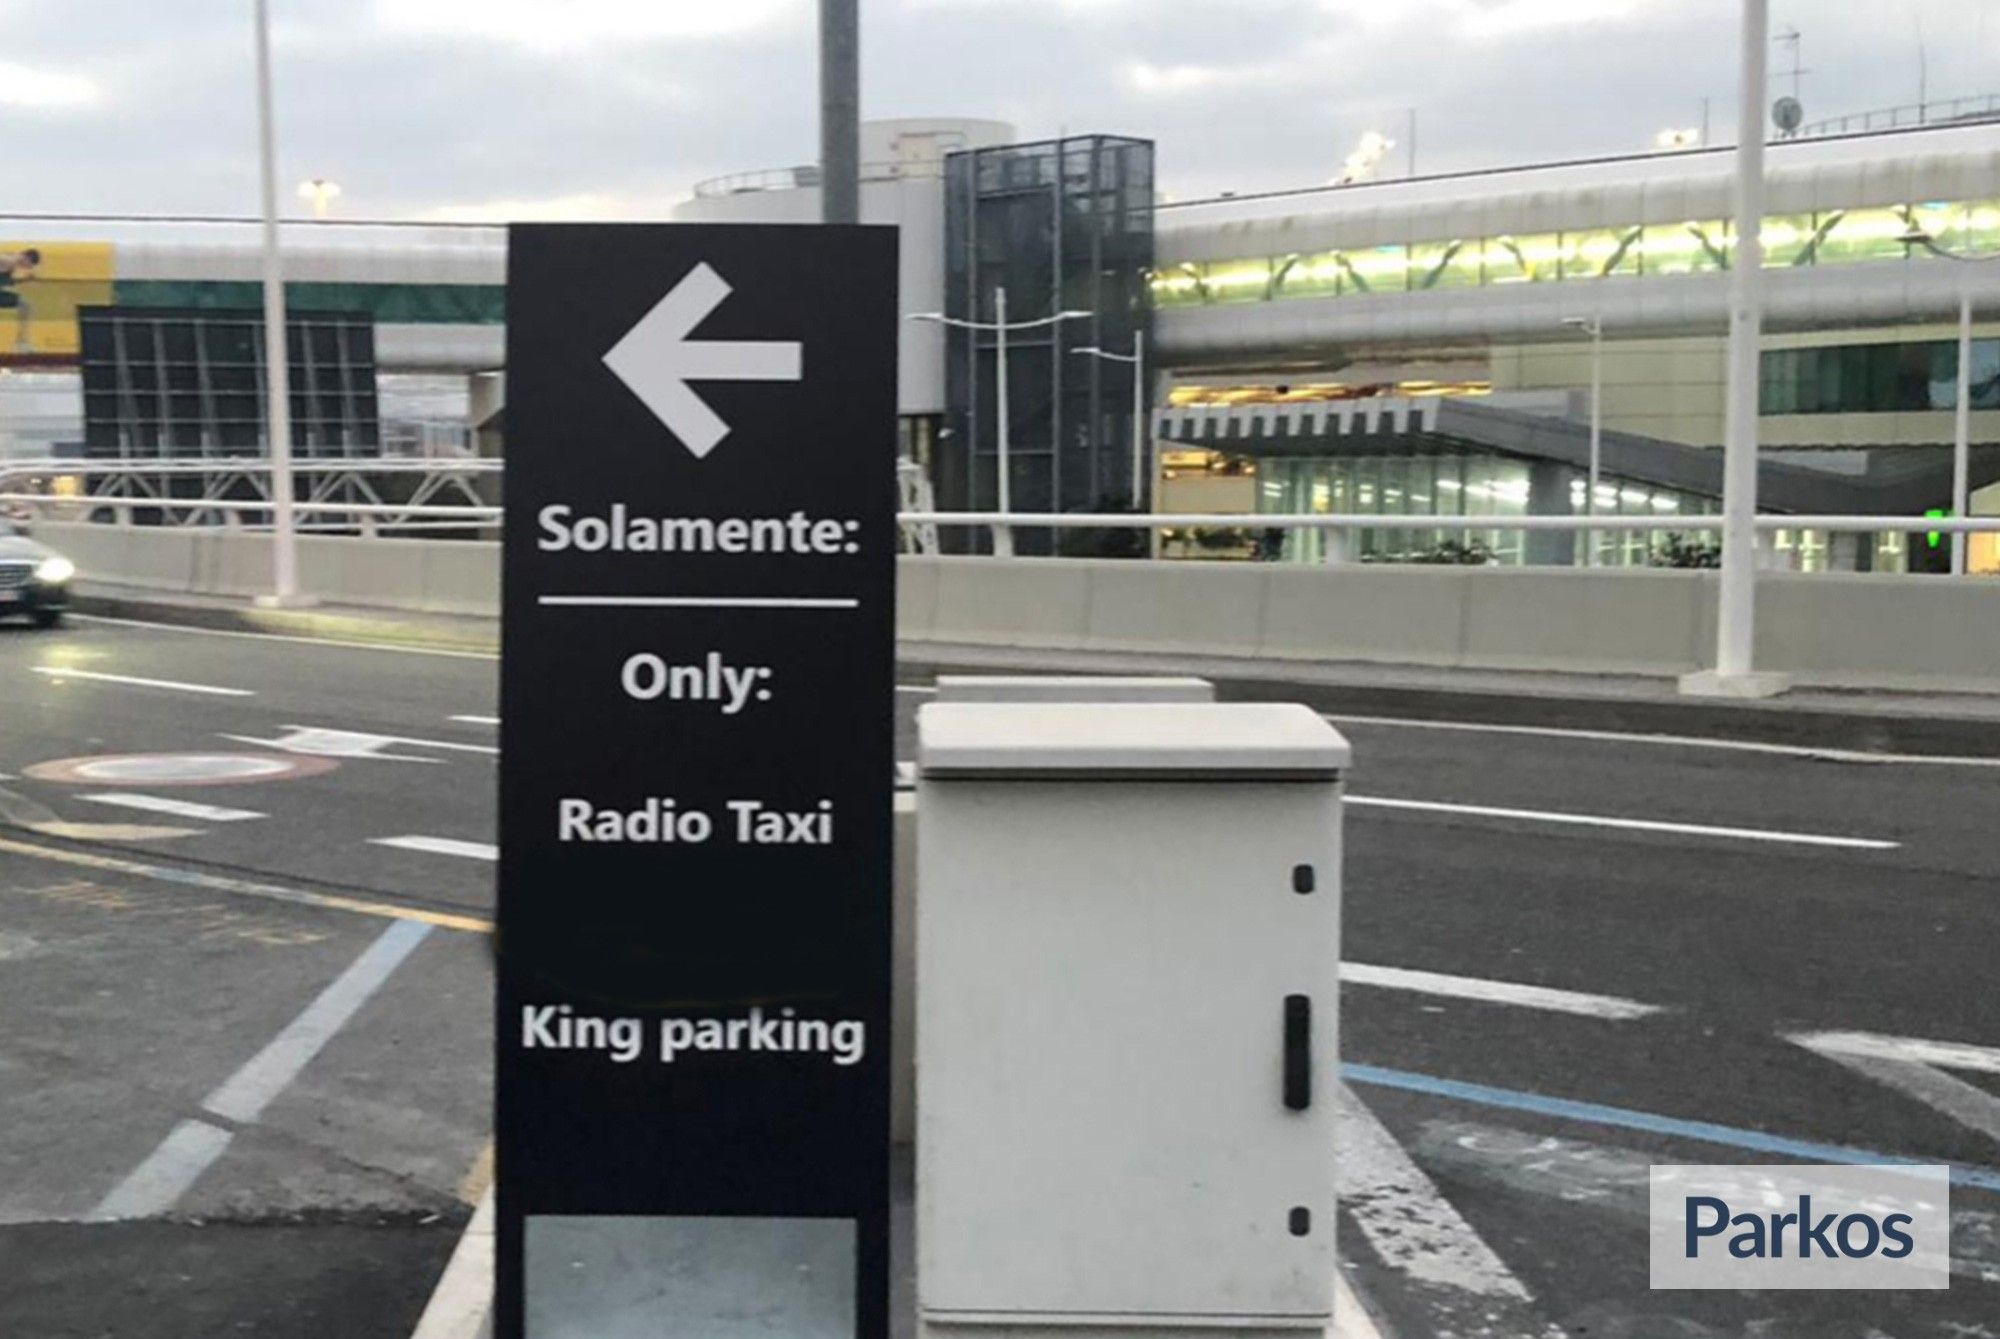 Solamente:
Only:
Radio Taxi
King parking
Parkos